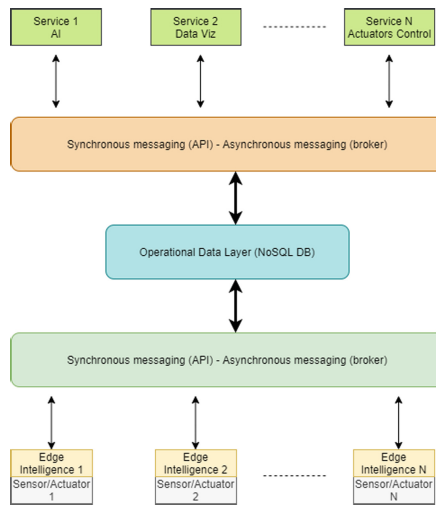 Service 1
AI
Service 2
Data Viz
Service N
Actuators Control
Synchronous messaging (API) - Asynchronous messaging (broker)
Operational Data Layer (NoSQL DB)
Synchronous messaging (API) - Asynchronous messaging (broker)
Edge
Intelligence 1
Sensor/Actuator
1
Edge
Intelligence 2
Sensor/Actuator
2
Edge
Intelligence N
Sensor/Actuator
N